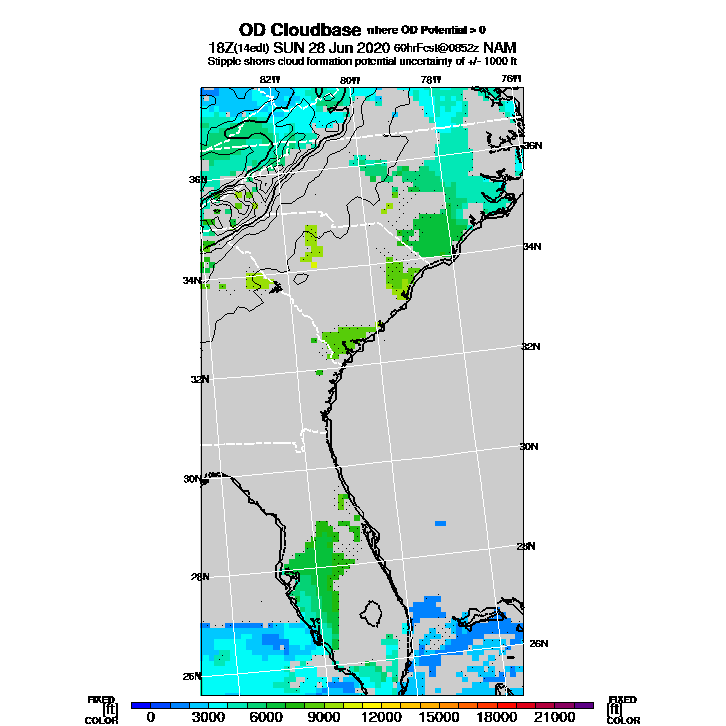 OD Cloudbase where OD Potential > 0
18Z(14edt) SUN 28 Jun 2020 60hrFcst@0852z NAM
Stipple shows cloud formation potential uncertainty of +/- 1000 ft
82W 80W 78W 76W
36N
36N
34N
34N
32N
32N
30N
30N
28N
28N
26N
26N
FIXED FIXED
[ft] 0 3000 6000 9000 12000 15000 18000 21000 [ft]
COLOR COLOR